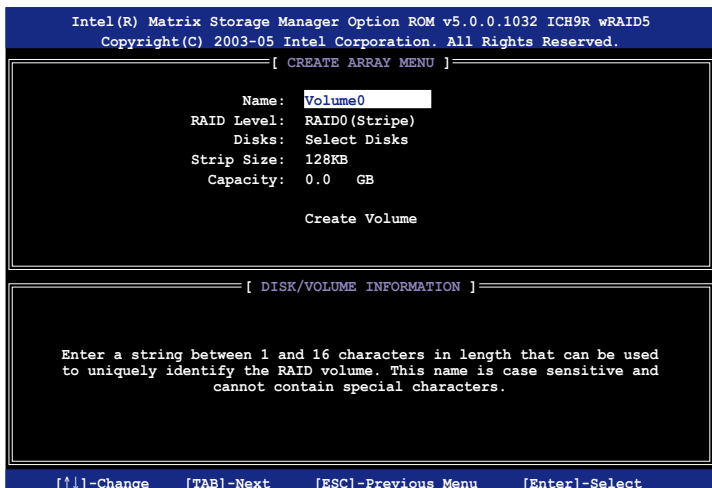 Intel(R) Matrix Storage Manager Option ROM v5.0.0.1032 ICH9R wRAID5
Copyright(C) 2003-05 Intel Corporation. All Rights Reserved.
[ CREATE ARRAY MENU ]
Name: Volume0
RAID Level: RAID0(Stripe)
Disks: Select Disks
Strip Size: 128KB
Capacity: 0.0 GB
Create Volume
[ DISK/VOLUME INFORMATION ]
Enter a string between 1 and 16 characters in length that can be used
to uniquely identify the RAID volume. This name is case sensitive and
cannot contain special characters.
[↑↓]-Change [TAB]-Next [ESC]-Previous Menu [Enter]-Select